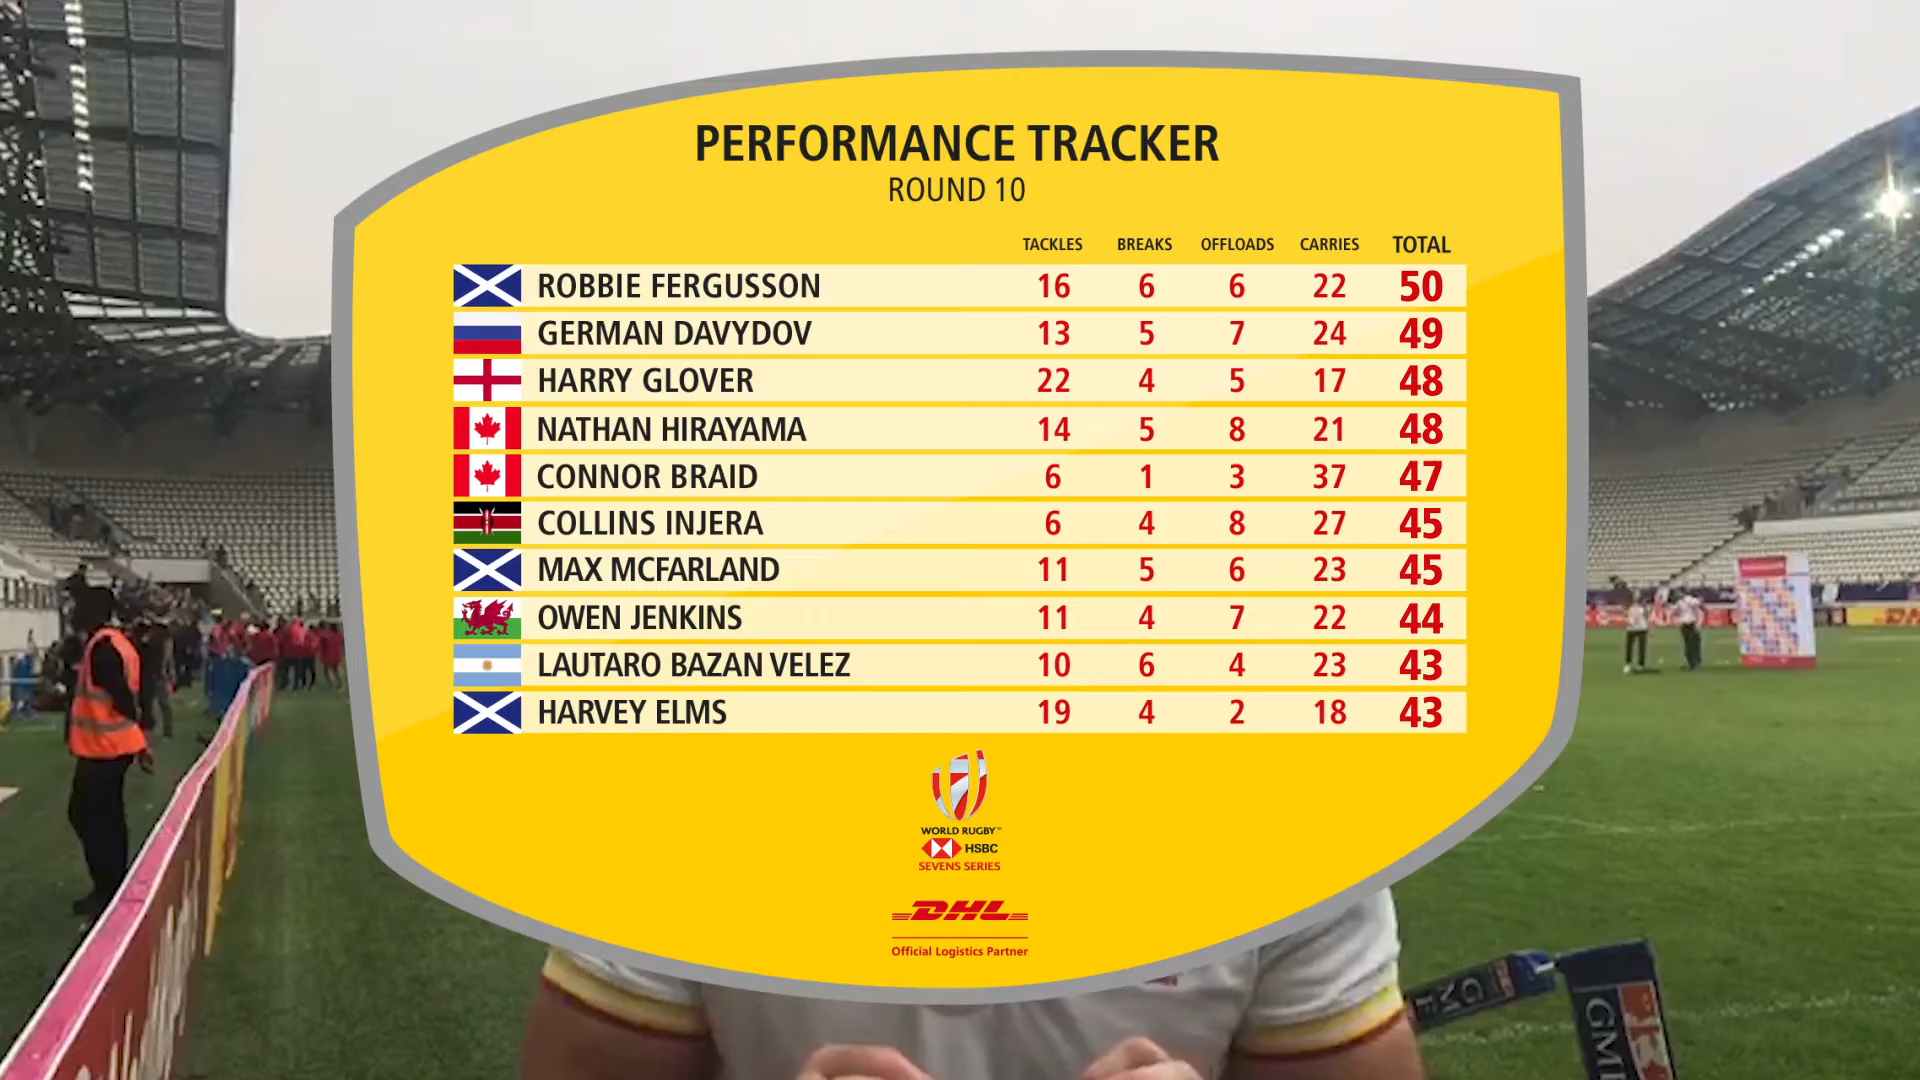 PERFORMANCE TRACKER
ROUND 10
TACKLES BREAKS OFFLOADS CARRIES TOTAL
ROBBIE FERGUSSON 16 6 6 22 50
GERMAN DAVYDOV 13 5 7 24 49
HARRY GLOVER 22 4 5 17 48
NATHAN HIRAYAMA 14 5 8 21 48
CONNOR BRAID 6 1 3 37 47
COLLINS INJERA 6 4 8 27 45
MAX MCFARLAND 11 5 6 23 45
OWEN JENKINS 11 4 7 22 44
LAUTARO BAZAN VELEZ 10 6 4 23 43
HARVEY ELMS 19 4 2 18 43
WORLD RUGBY™
HSBC
SEVENS SERIES
DHL
Official Logistics Partner